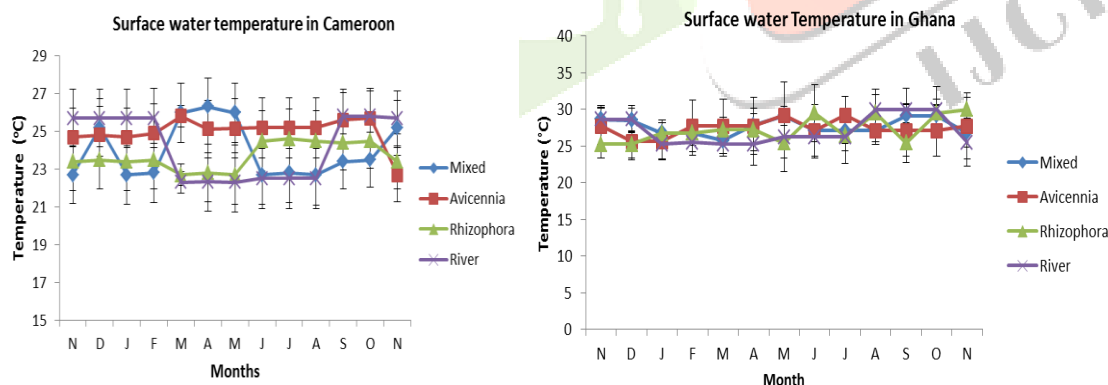 Surface water temperature in Cameroon
29
27
25
23
21
19
17
15
Temperature (°C)
N D J F M A M J J A S O N
Months
Mixed
Avicennia
Rhizophora
River
Surface water Temperature in Ghana
40
35
30
25
20
15
10
5
0
Temperature (°C)
N D J F M A M J J A S O N
Month
Mixed
Avicennia
Rhizophora
River
IJCR